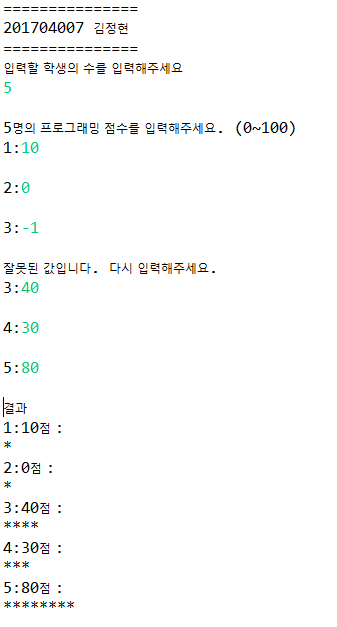 ===============
201704007 김정현
===============
입력할 학생의 수를 입력해주세요
5
5명의 프로그래밍 점수를 입력해주세요. (0~100)
1:10
2:0
3:-1
잘못된 값입니다. 다시 입력해주세요.
3:40
4:30
5:80
결과
1:10점 :
*
2:0점 :
*
3:40점 :
****
4:30점 :
***
5:80점 :
********